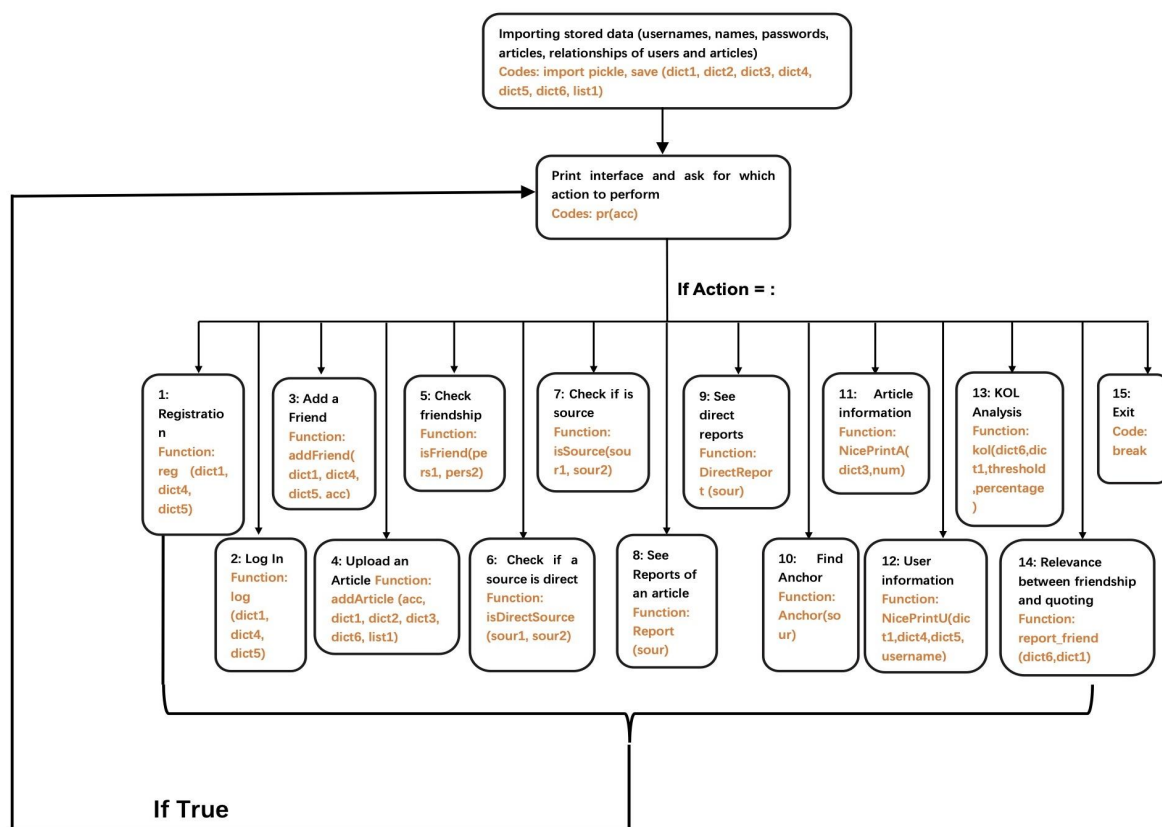 Importing stored data (usernames, names, passwords,
articles, relationships of users and articles)
Codes: import pickle, save (dict1, dict2, dict3, dict4,
dict5, dict6, list1)
Print interface and ask for which
action to perform
Codes: pr(acc)
If Action = :
1:
Registratio
n
Function:
reg (dict1,
dict4,
dict5)
3: Add a
Friend
Function:
addFriend(
dict1, dict4,
dict5, acc)
5: Check
friendship
Function:
isFriend(pe
rs1, pers2)
7: Check if is
source
Function:
isSource(sou
r1, sour2)
9: See
direct
reports
Function:
DirectRepor
t (sour)
11: Article
information
Function:
NicePrintA(
dict3,num)
13: KOL
Analysis
Function:
kol(dict6,dic
t1,threshold
,percentage
)
15:
Exit
Code:
break
2: Log In
Function:
log
(dict1,
dict4,
dict5)
4: Upload an
Article Function:
addArticle (acc,
dict1, dict2, dict3,
dict6, list1)
6: Check if a
source is direct
Function:
isDirectSource
(sour1, sour2)
8: See
Reports of
an article
Function:
Report
(sour)
10: Find
Anchor
Function:
Anchor(so
ur)
12: User
information
Function:
NicePrintU(dic
t1,dict4,dict5,
username)
14: Relevance
between friendship
and quoting
Function:
report_friend
(dict6,dict1)
If True